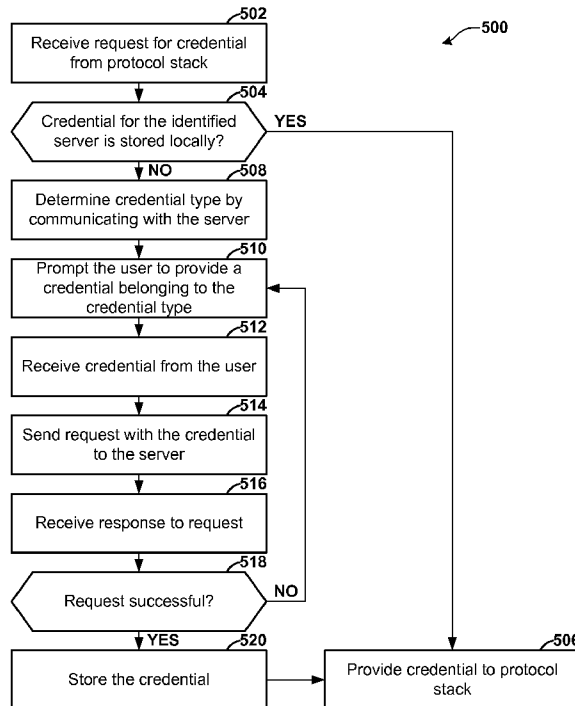 502
500
Receive request for credential
from protocol stack
504
Credential for the identified
server is stored locally?
YES
NO
508
Determine credential type by
communicating with the server
510
Prompt the user to provide a
credential belonging to the
credential type
512
Receive credential from the user
514
Send request with the credential
to the server
516
Receive response to request
518
Request successful?
NO
YES
520
506
Store the credential
Provide credential to protocol
stack